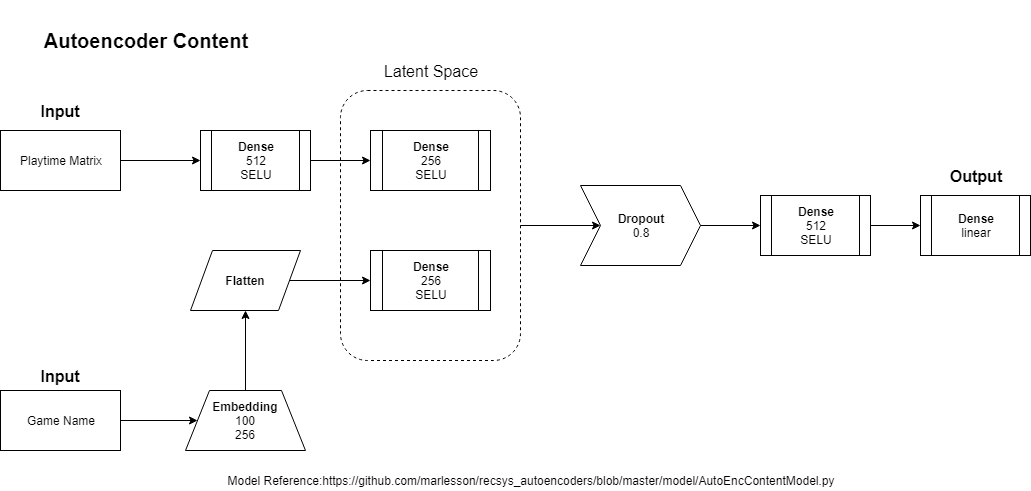 Autoencoder Content
Latent Space
Input
Playtime Matrix
Dense
512
SELU
Dense
256
SELU
Flatten
Dense
256
SELU
Input
Game Name
Embedding
100
256
Dropout
0.8
Dense
512
SELU
Output
Dense
linear
Model Reference:https://github.com/marlesson/recsys_autoencoders/blob/master/model/AutoEncContentModel.py